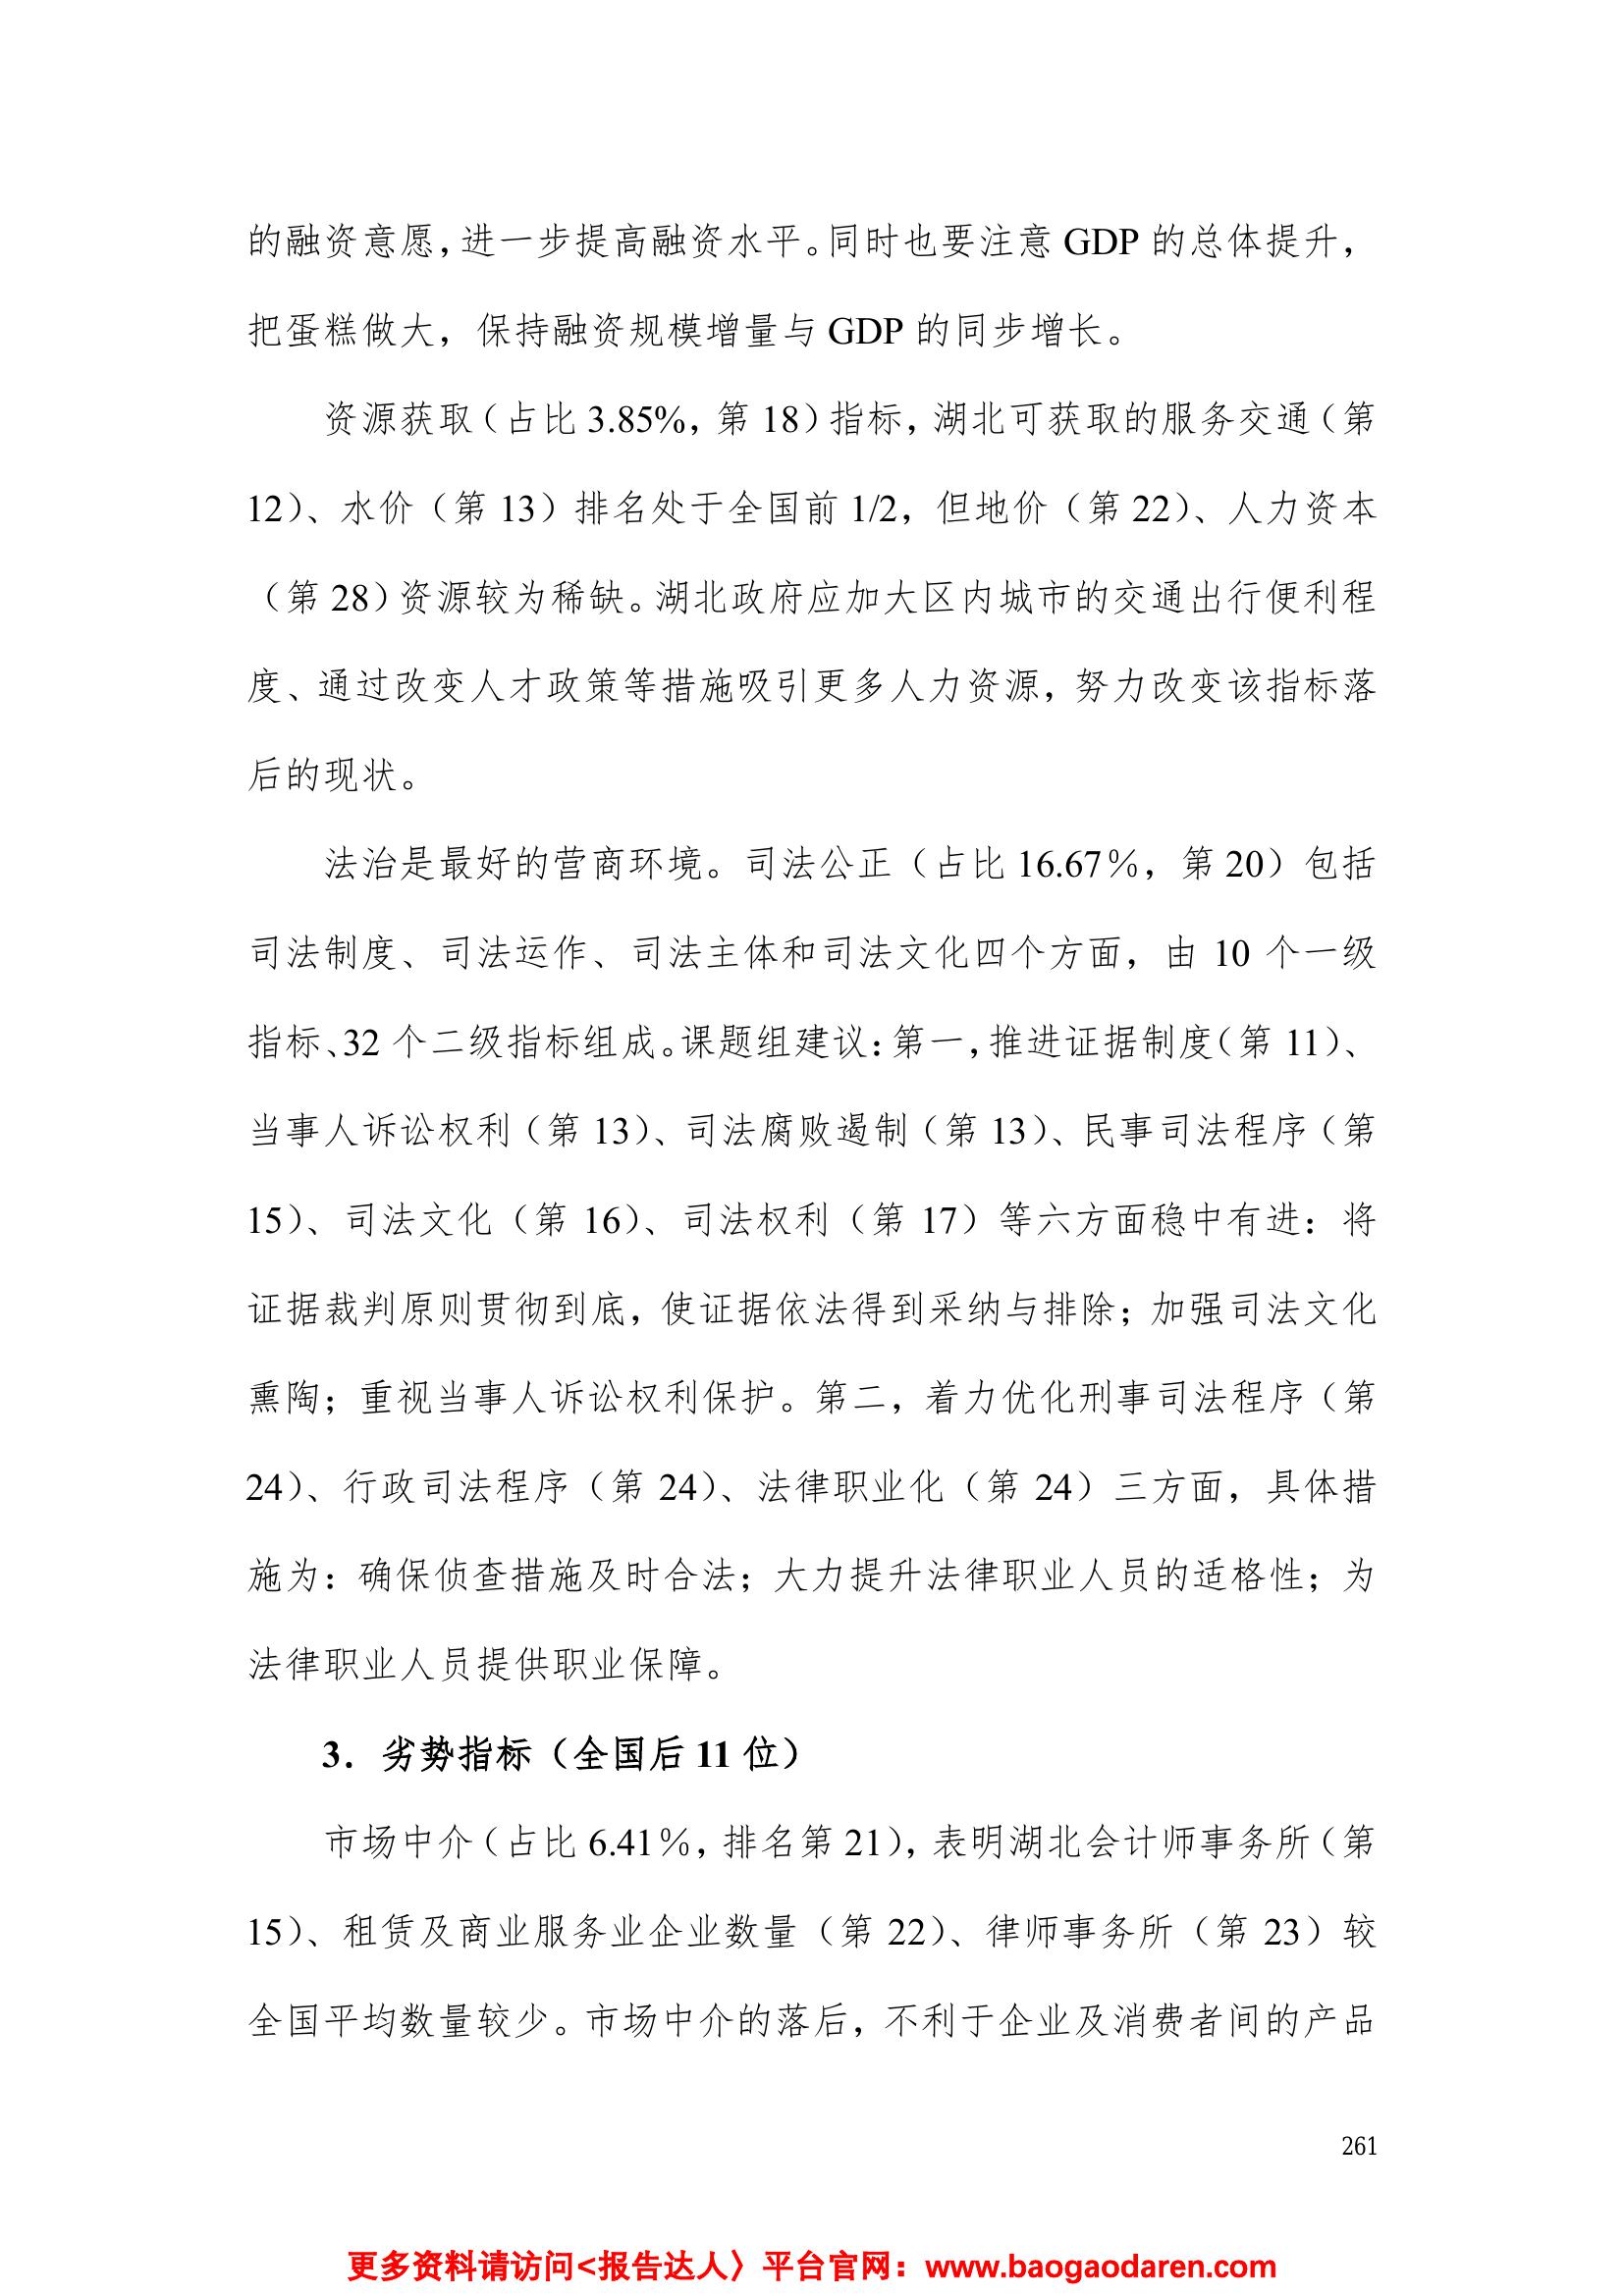 的融资意愿，进一步提高融资水平。同时也要注意 GDP 的总体提升，
把蛋糕做大，保持融资规模增量与 GDP 的同步增长。
资源获取（占比 3.85%，第 18）指标，湖北可获取的服务交通（第
12）、水价（第 13）排名处于全国前 1/2，但地价（第 22）、人力资本
（第 28）资源较为稀缺。湖北政府应加大区内城市的交通出行便利程
度、通过改变人才政策等措施吸引更多人力资源，努力改变该指标落
后的现状。
法治是最好的营商环境。司法公正（占比 16.67％，第 20）包括
司法制度、司法运作、司法主体和司法文化四个方面，由 10 个一级
指标、32 个二级指标组成。课题组建议：第一，推进证据制度（第 11）、
当事人诉讼权利（第 13）、司法腐败遏制（第 13）、民事司法程序（第
15）、司法文化（第 16）、司法权利（第 17）等六方面稳中有进：将
证据裁判原则贯彻到底，使证据依法得到采纳与排除；加强司法文化
熏陶；重视当事人诉讼权利保护。第二，着力优化刑事司法程序（第
24）、行政司法程序（第 24）、法律职业化（第 24）三方面，具体措
施为：确保侦查措施及时合法；大力提升法律职业人员的适格性；为
法律职业人员提供职业保障。
3．劣势指标（全国后 11 位）
市场中介（占比 6.41％，排名第 21），表明湖北会计师事务所（第
15）、租赁及商业服务业企业数量（第 22）、律师事务所（第 23）较
全国平均数量较少。市场中介的落后，不利于企业及消费者间的产品
261
更多资料请访问<报告达人〉平台官网：www.baogaodaren.com